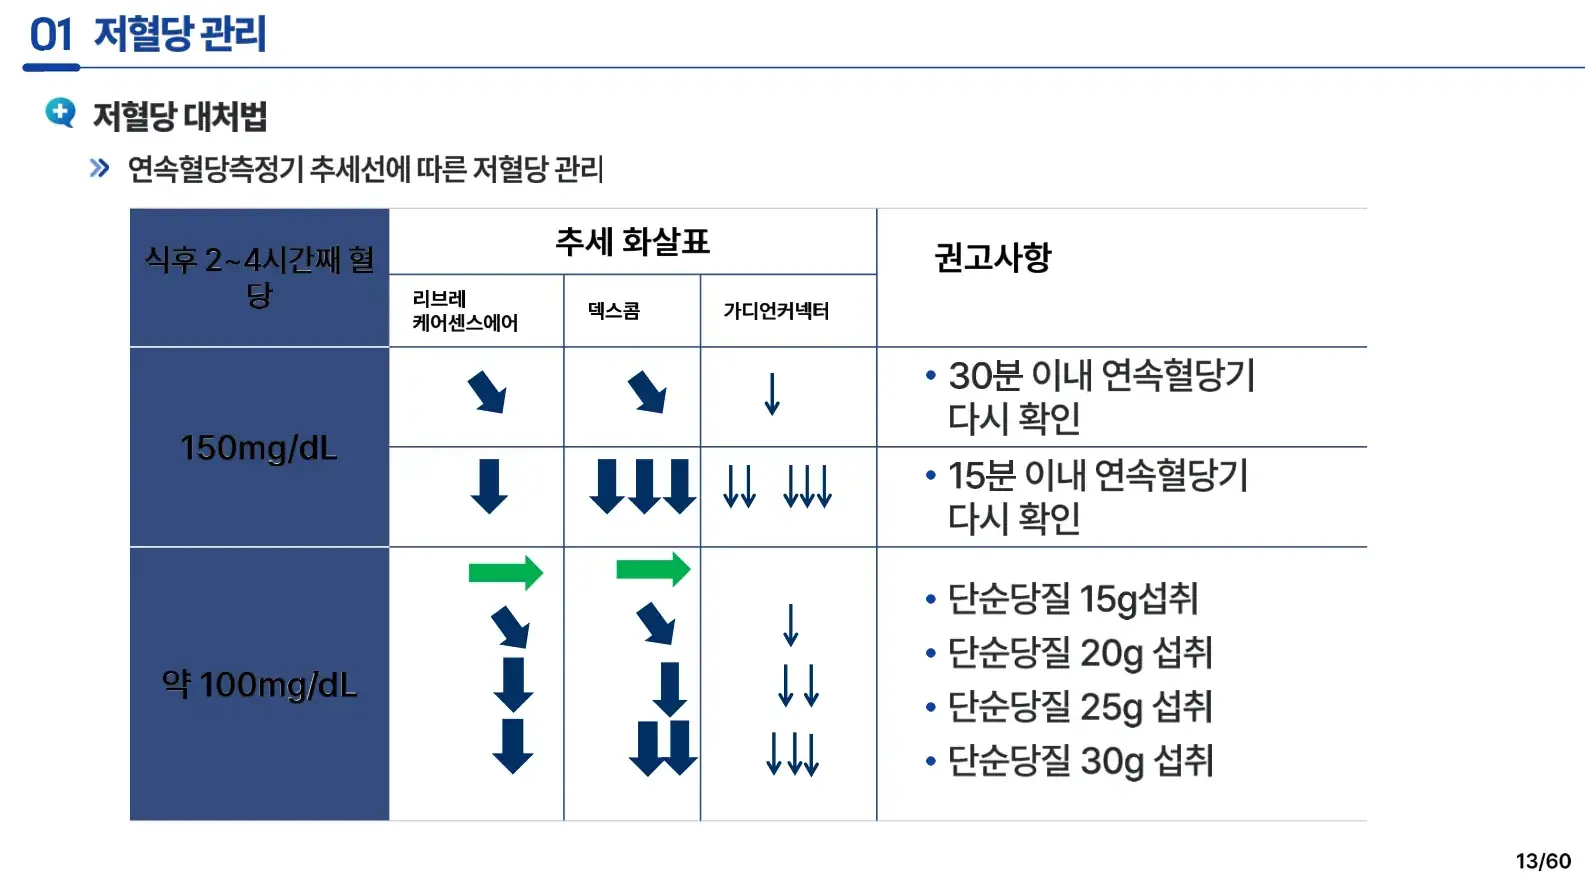 01 저혈당 관리
저혈당 대처법
연속혈당측정기 추세선에 따른 저혈당 관리
식후 2~4시간째 혈
당
추세 화살표
권고사항
리브레
케어센스에어
덱스콤
가디언커넥터
150mg/dL
• 30분 이내 연속혈당기
다시 확인
• 15분 이내 연속혈당기
다시 확인
약 100mg/dL
• 단순당질 15g섭취
• 단순당질 20g 섭취
• 단순당질 25g 섭취
• 단순당질 30g 섭취
13/60